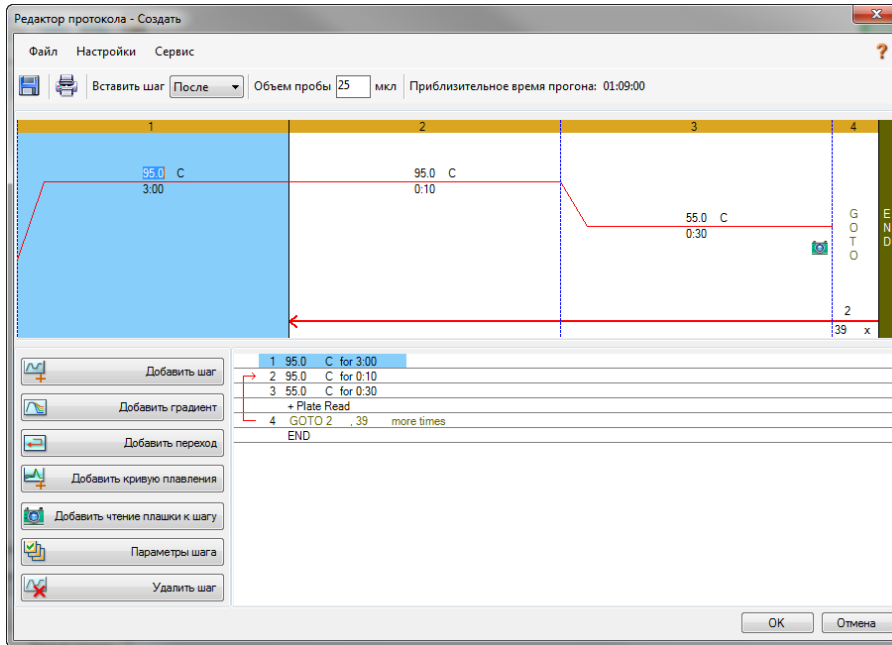 Редактор протокола - Создать
Файл Настройки Сервис
?
Вставить шаг После Объем пробы 25 мкл Приблизительное время прогона: 01:09:00
1 2 3 4
95.0 C 95.0 C
3:00 0:10
55.0 C
0:30
GOTO
END
2
39 x
Добавить шаг
Добавить градиент
Добавить переход
Добавить кривую плавления
Добавить чтение плашки к шагу
Параметры шага
Удалить шаг
1 95.0 C for 3:00
2 95.0 C for 0:10
3 55.0 C for 0:30
+ Plate Read
4 GOTO 2 , 39 more times
END
OK Отмена